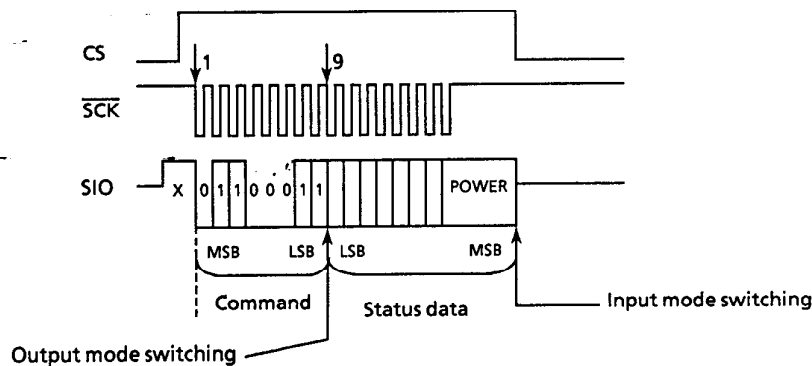 CS
1 9
SCK
SIO X 0 1 1 0 0 0 1 1 POWER
MSB LSB LSB MSB
Command Status data
Input mode switching
Output mode switching